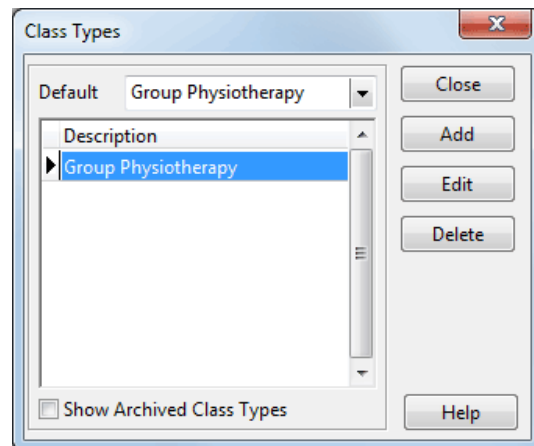 Class Types
Default Group Physiotherapy
Close
Description
Add
Group Physiotherapy
Edit
Delete
Show Archived Class Types
Help